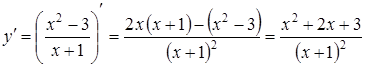 y′ = ( (x² − 3) / (x + 1) )′ = (2x(x + 1) − (x² − 3)) / (x + 1)² = (x² + 2x + 3) / (x + 1)²